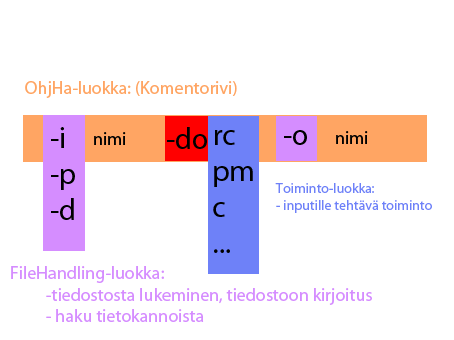 OhjHa-luokka: (Komentorivi)
-i nimi -do rc -o nimi
-p pm
-d c
...
Toiminto-luokka:
- inputille tehtävä toiminto
FileHandling-luokka:
-tiedostosta lukeminen, tiedostoon kirjoitus
- haku tietokannoista